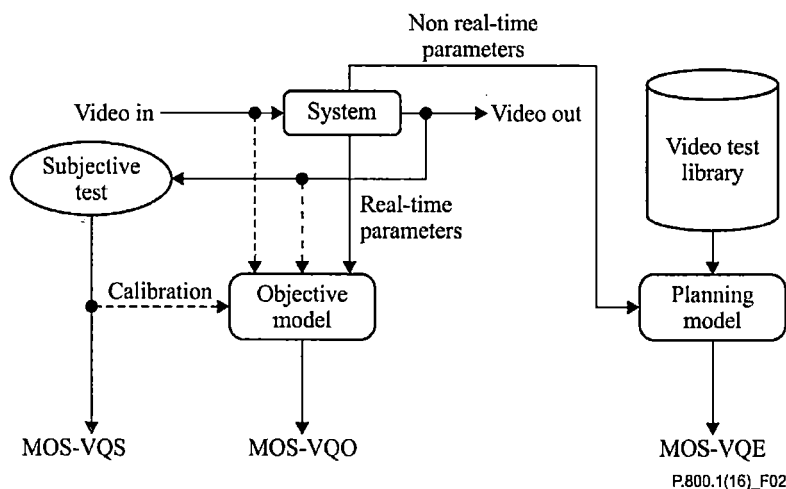 Non real-time
parameters
Video in
System
Video out
Video test
library
Subjective
test
Real-time
parameters
Calibration
Objective
model
Planning
model
MOS-VQS
MOS-VQO
MOS-VQE
P.800.1(16)_F02